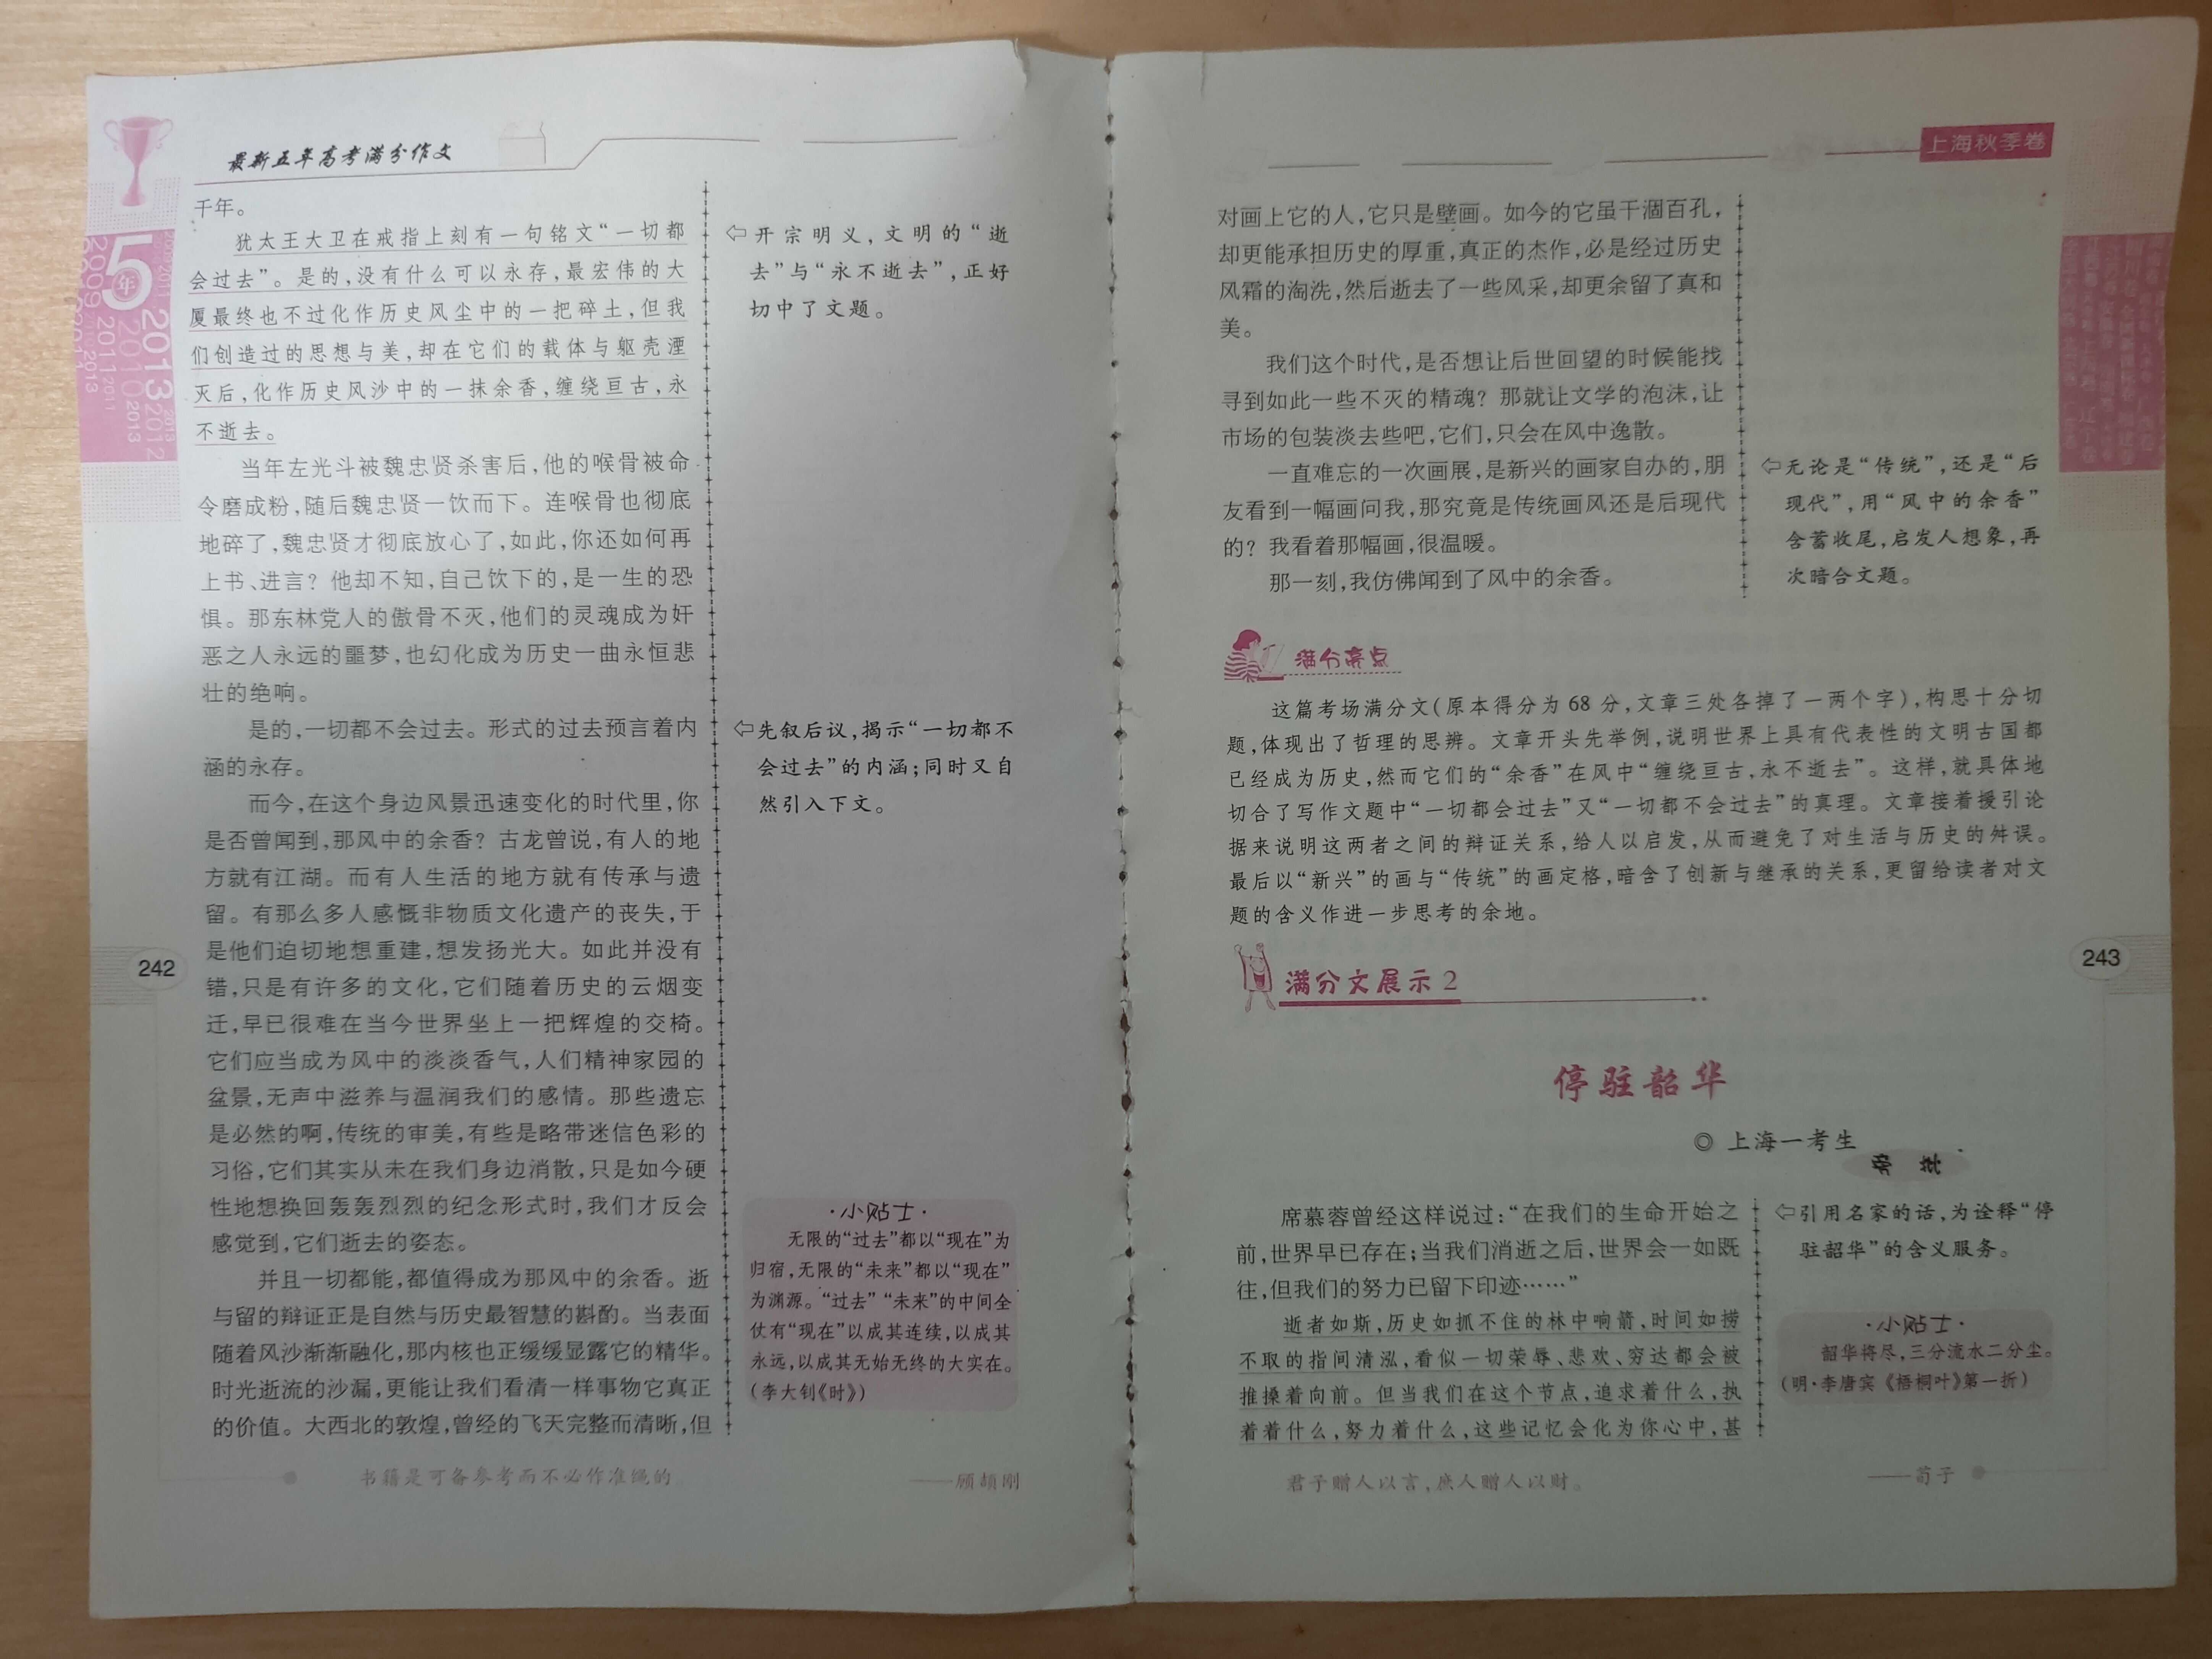 最新五年高考满分作文
千年。
犹太王大卫在戒指上刻有一句铭文“一切都
会过去”。是的,没有什么可以永存,最宏伟的大
厦最终也不过化作历史风尘中的一把碎土,但我
们创造过的思想与美,却在它们的载体与躯壳湮
灭后,化作历史风沙中的一抹余香,缠绕亘古,永
不逝去。
当年左光斗被魏忠贤杀害后,他的喉骨被命
令磨成粉,随后魏忠贤一饮而下。连喉骨也彻底
地碎了,魏忠贤才彻底放心了,如此,你还如何再
上书、进言?他却不知,自己饮下的,是一生的恐
惧。那东林党人的傲骨不灭,他们的灵魂成为奸
恶之人永远的噩梦,也幻化成为历史一曲永恒悲
壮的绝响。
是的,一切都不会过去。形式的过去预言着内
涵的永存。
而今,在这个身边风景迅速变化的时代里,你
是否曾闻到,那风中的余香?古龙曾说,有人的地
方就有江湖。而有人生活的地方就有传承与遗
留。有那么多人感慨非物质文化遗产的丧失,于
是他们迫切地想重建,想发扬光大。如此并没有
错,只是有许多的文化,它们随着历史的云烟变
迁,早已很难在当今世界坐上一把辉煌的交椅。
它们应当成为风中的淡淡香气,人们精神家园的
盆景,无声中滋养与温润我们的感情。那些遗忘
是必然的啊,传统的审美,有些是略带迷信色彩的
习俗,它们其实从未在我们身边消散,只是如今硬
性地想换回轰轰烈烈的纪念形式时,我们才反会
感觉到,它们逝去的姿态。
并且一切都能,都值得成为那风中的余香。逝
与留的辩证正是自然与历史最智慧的斟酌。当表面
随着风沙渐渐融化,那内核也正缓缓显露它的精华。
时光逝流的沙漏,更能让我们看清一样事物它真正
的价值。大西北的敦煌,曾经的飞天完整而清晰,但
⇦开宗明义,文明的“逝
去”与“永不逝去”,正好
切中了文题。
⇦先叙后议,揭示“一切都不
会过去”的内涵;同时又自
然引入下文。
·小贴士·
无限的“过去”都以“现在”为
归宿,无限的“未来”都以“现在”
为渊源。“过去”“未来”的中间全
仗有“现在”以成其连续,以成其
永远,以成其无始无终的大实在。
(李大钊《时》)
5年
2009
2011
2013
2010
2012
242
书籍是可备参考而不必作准绳的。
——顾颉刚
上海秋季卷
对画上它的人,它只是壁画。如今的它虽干涸百孔,
却更能承担历史的厚重,真正的杰作,必是经过历史
风霜的淘洗,然后逝去了一些风采,却更余留了真和
美。
我们这个时代,是否想让后世回望的时候能找
寻到如此一些不灭的精魂?那就让文学的泡沫,让
市场的包装淡去些吧,它们,只会在风中逸散。
一直难忘的一次画展,是新兴的画家自办的,朋
友看到一幅画问我,那究竟是传统画风还是后现代
的?我看着那幅画,很温暖。
那一刻,我仿佛闻到了风中的余香。
⇦无论是“传统”,还是“后
现代”,用“风中的余香”
含蓄收尾,启发人想象,再
次暗合文题。
满分亮点
这篇考场满分文(原本得分为68分,文章三处各掉了一两个字),构思十分切
题,体现出了哲理的思辨。文章开头先举例,说明世界上具有代表性的文明古国都
已经成为历史,然而它们的“余香”在风中“缠绕亘古,永不逝去”。这样,就具体地
切合了写作文题中“一切都会过去”又“一切都不会过去”的真理。文章接着援引论
据来说明这两者之间的辩证关系,给人以启发,从而避免了对生活与历史的舛误。
最后以“新兴”的画与“传统”的画定格,暗含了创新与继承的关系,更留给读者对文
题的含义作进一步思考的余地。
满分文展示2
停驻韶华
◎ 上海一考生
旁批
席慕蓉曾经这样说过:“在我们的生命开始之
前,世界早已存在;当我们消逝之后,世界会一如既
往,但我们的努力已留下印迹……”
逝者如斯,历史如抓不住的林中响箭,时间如捞
不取的指间清泓,看似一切荣辱、悲欢、穷达都会被
推搡着向前。但当我们在这个节点,追求着什么,执
着着什么,努力着什么,这些记忆会化为你心中,甚
⇦引用名家的话,为诠释“停
驻韶华”的含义服务。
·小贴士·
韶华将尽,三分流水二分尘。
(明·李唐宾《梧桐叶》第一折)
243
君子赠人以言,庶人赠人以财。
——荀子